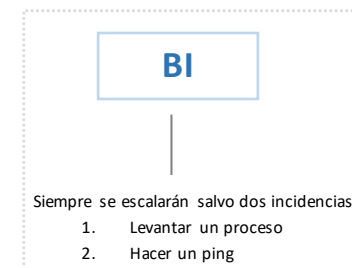 BI
Siempre se escalarán salvo dos incidencias
1. Levantar un proceso
2. Hacer un ping